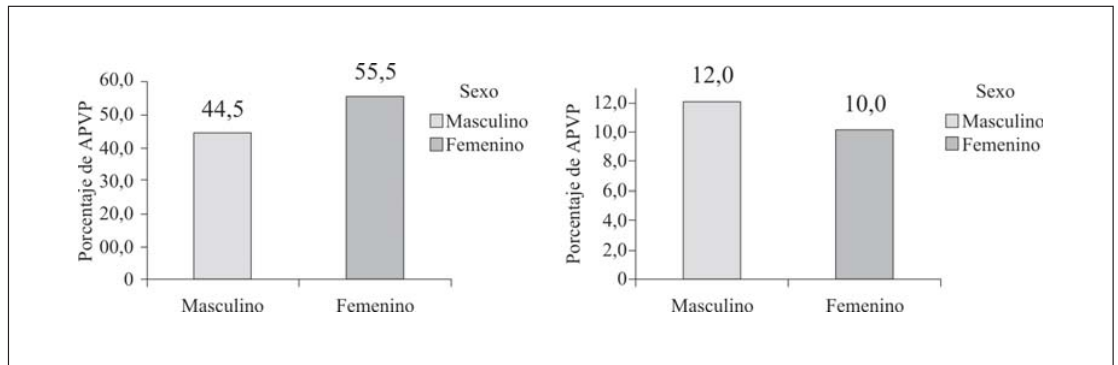 Porcentaje de APVP
60,0
50,0
40,0
30,0
20,0
00,0
0
44,5
55,5
Masculino
Femenino
Sexo
Masculino
Femenino
Porcentaje de APVP
12,0
10,0
8,0
6,0
4,0
2,0
0
12,0
10,0
Masculino
Femenino
Sexo
Masculino
Femenino